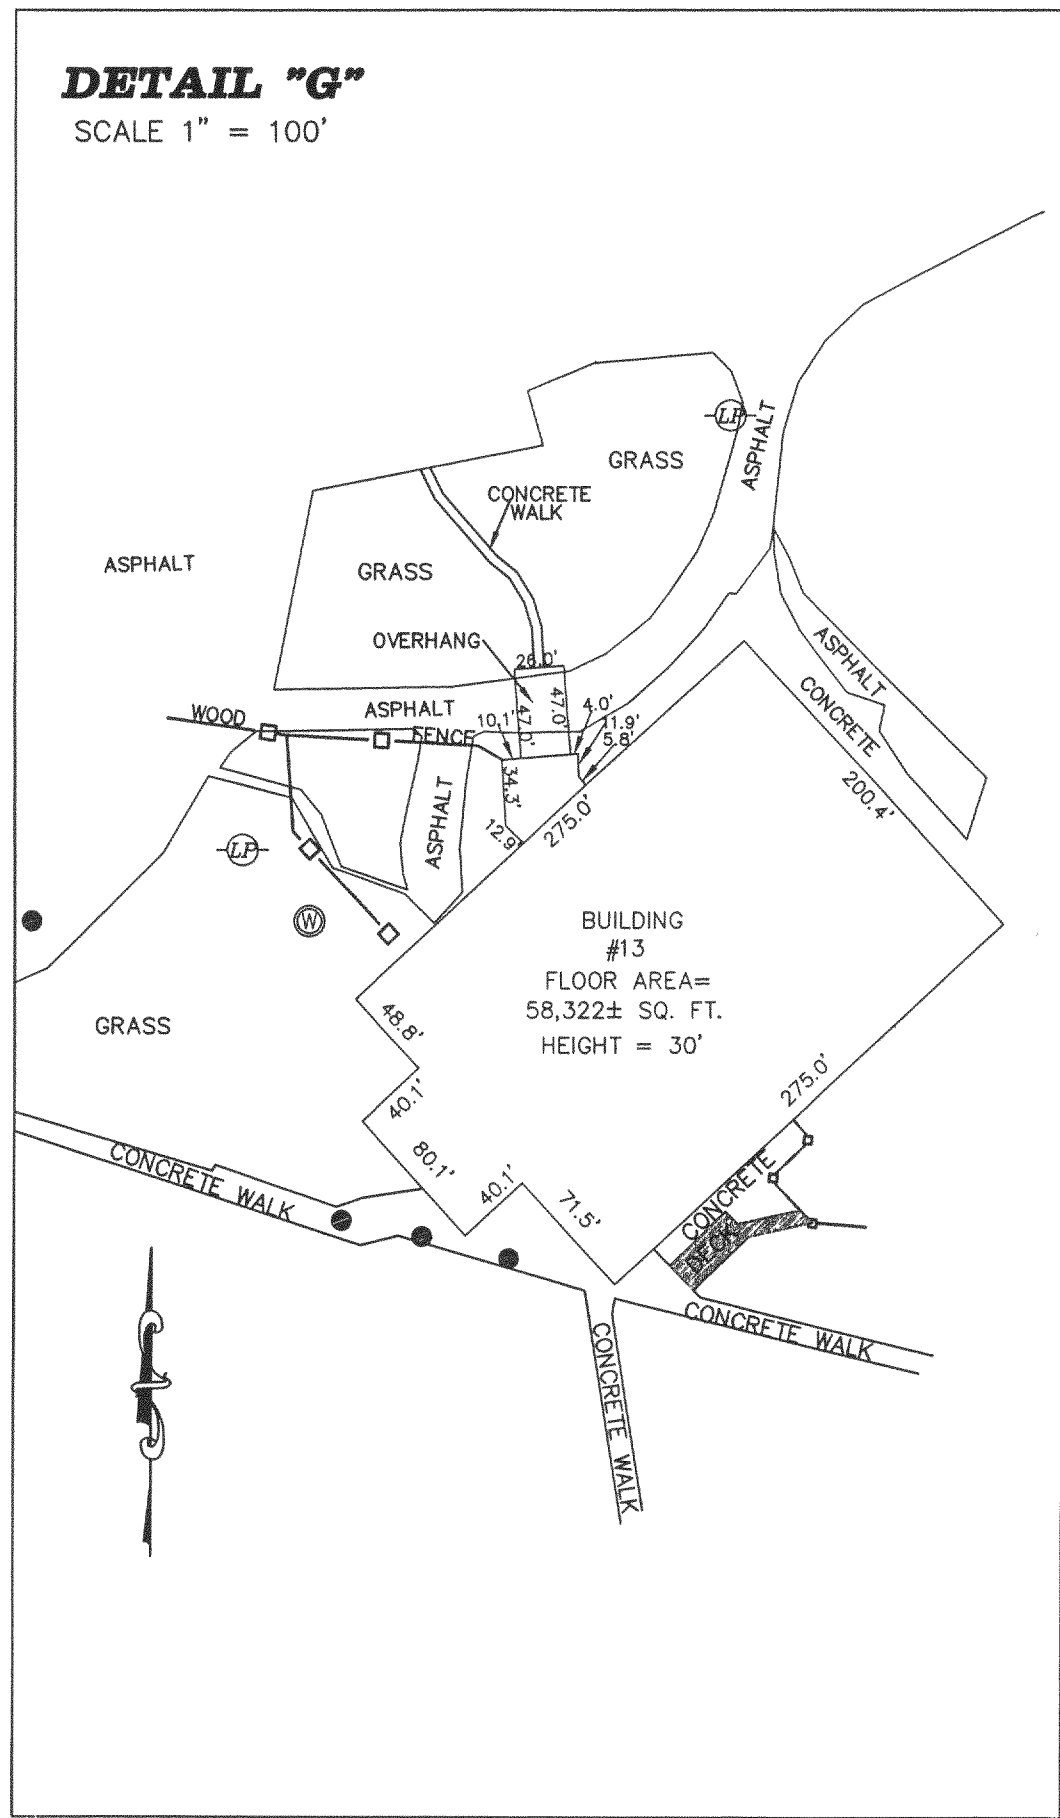 DETAIL "G"
SCALE 1" = 100'
LP
ASPHALT
GRASS
CONCRETE
WALK
ASPHALT
GRASS
OVERHANG
26.0'
ASPHALT
CONCRETE
WOOD
ASPHALT
FENCE
10.1'
47.0'
47.0'
4.0'
11.9'
5.8'
34.3'
12.9'
275.0'
200.4'
ASPHALT
LP
W
BUILDING
#13
FLOOR AREA=
58,322± SQ. FT.
HEIGHT = 30'
GRASS
48.8'
40.1'
80.1'
40.1'
71.5'
275.0'
CONCRETE
DECK
CONCRETE WALK
CONCRETE WALK
CONCRETE WALK